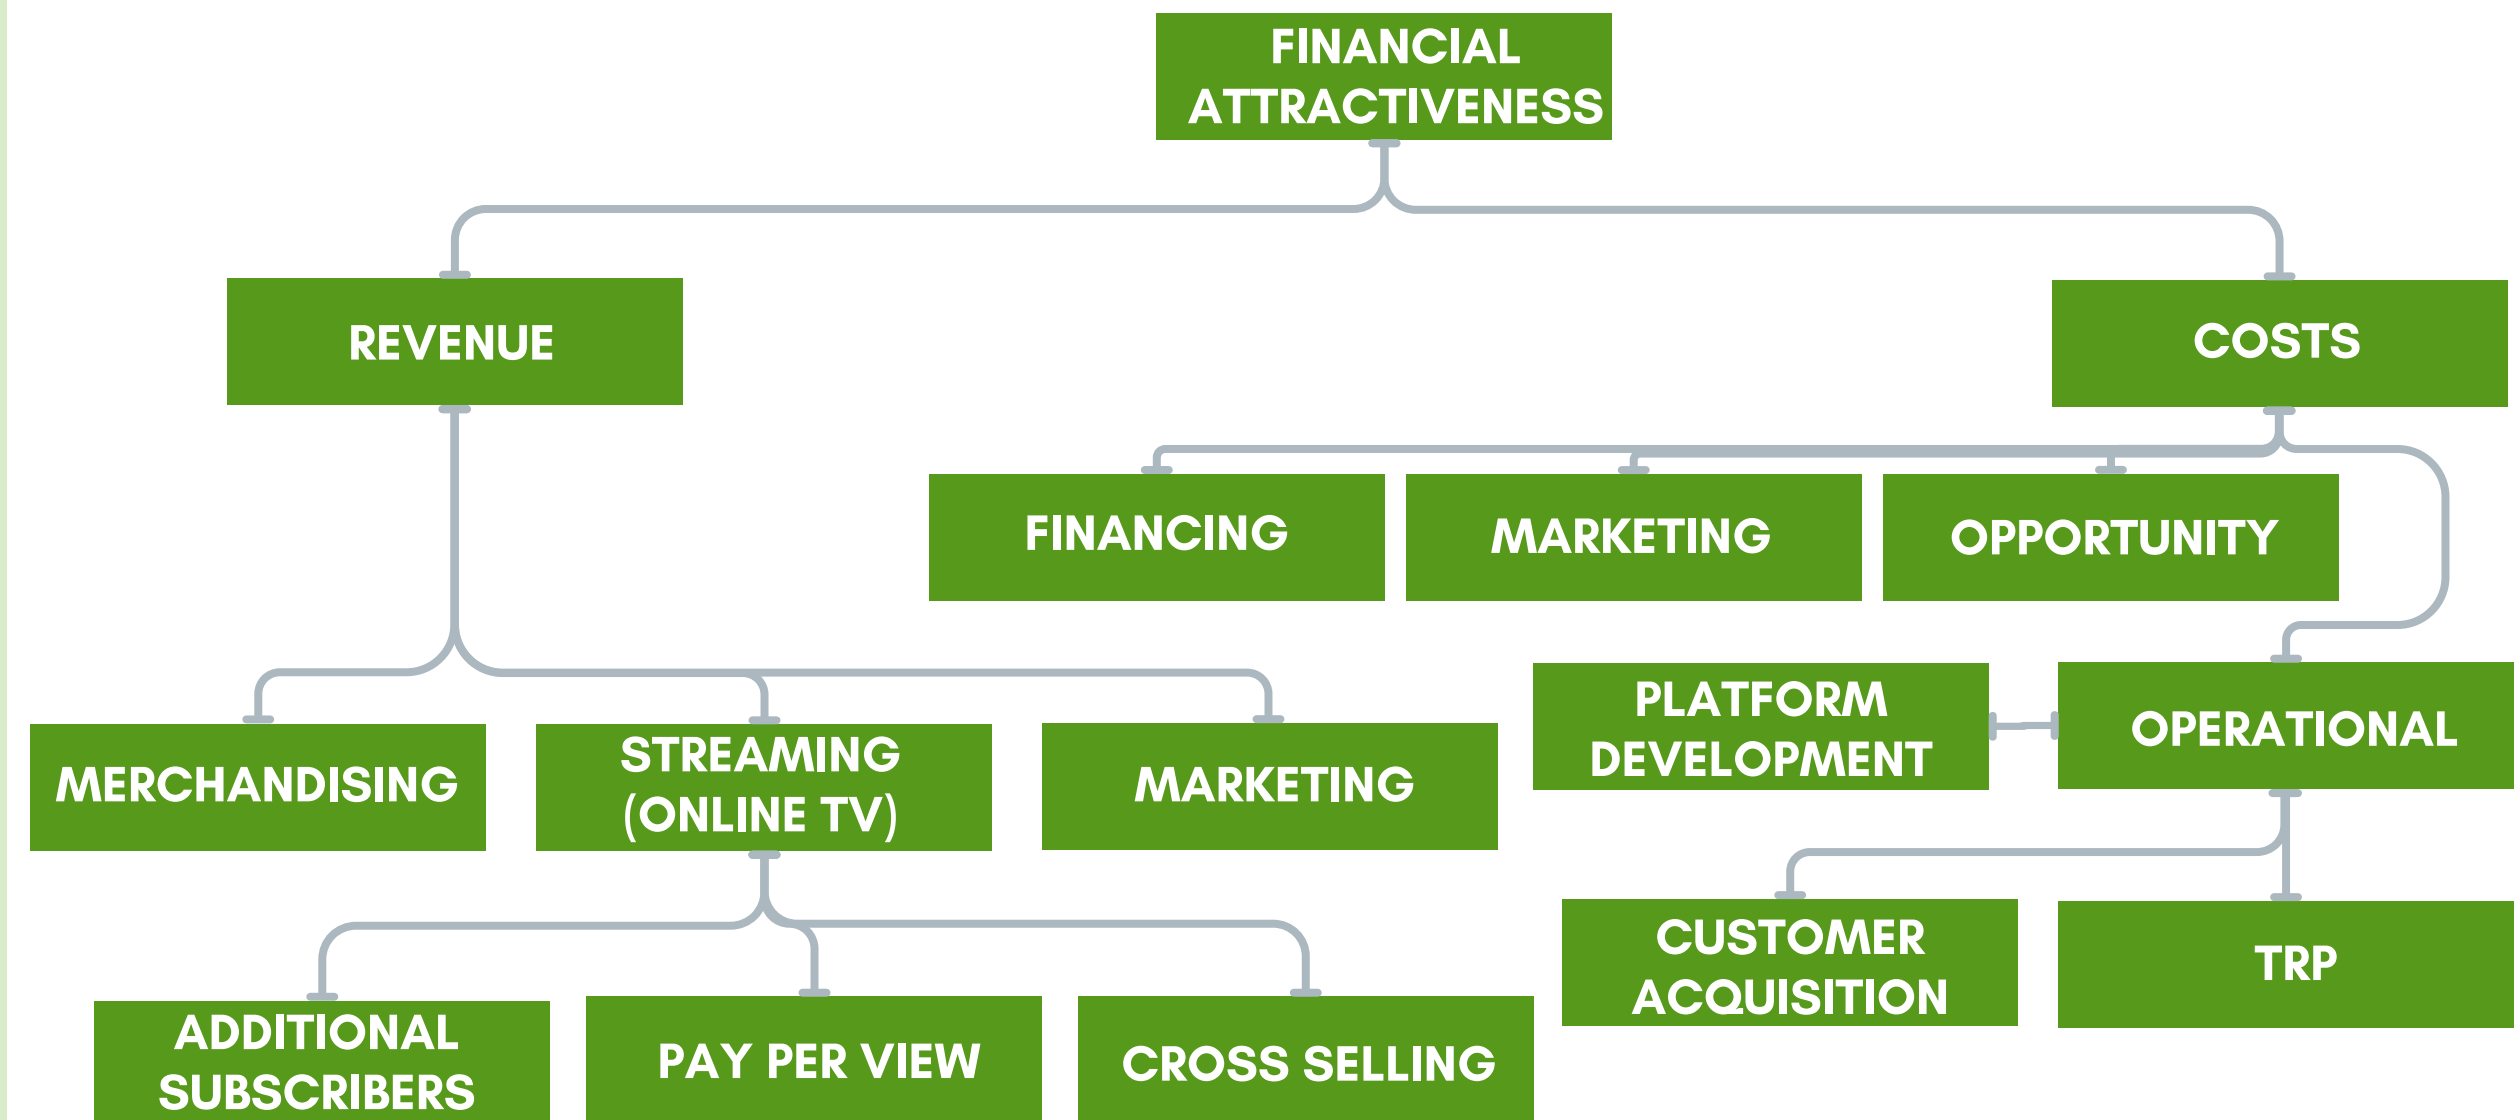 FINANCIAL
ATTRACTIVENESS
REVENUE
COSTS
FINANCING
MARKETING
OPPORTUNITY
PLATFORM
DEVELOPMENT
OPERATIONAL
MERCHANDISING
STREAMING
(ONLINE TV)
MARKETING
CUSTOMER
ACQUISITION
TRP
ADDITIONAL
SUBSCRIBERS
PAY PER VIEW
CROSS SELLING